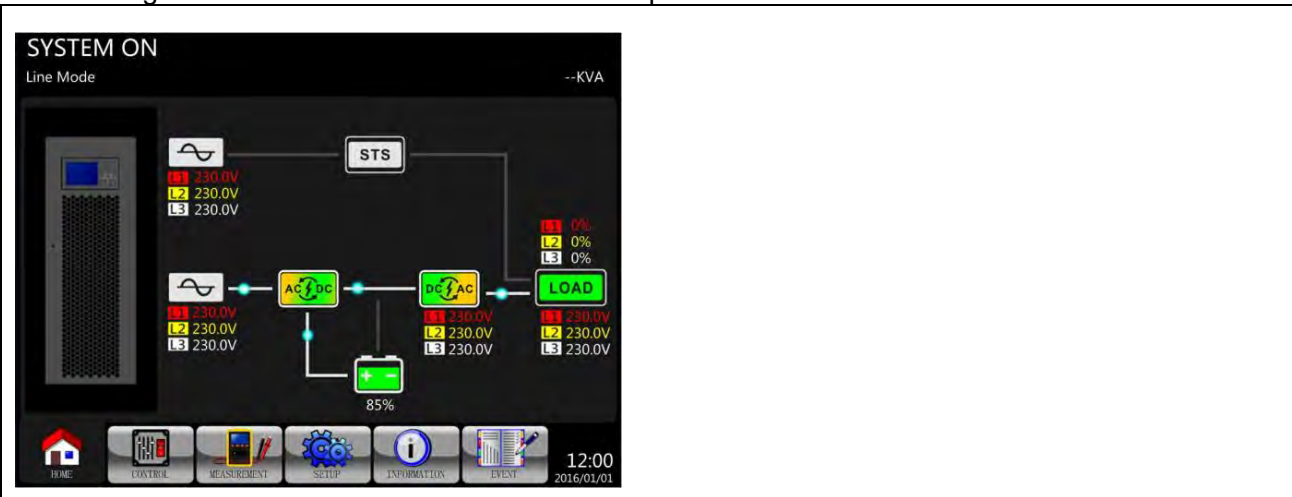 SYSTEM ON
Line Mode
--KVA
STS
L1 230.0V
L2 230.0V
L3 230.0V
L1 0%
L2 0%
L3 0%
AC DC
DC AC
LOAD
L1 230.0V
L2 230.0V
L3 230.0V
L1 230.0V
L2 230.0V
L3 230.0V
L1 230.0V
L2 230.0V
L3 230.0V
+ -
85%
HOME
CONTROL
MEASUREMENT
SETUP
INFORMATION
EVENT
12:00
2016/01/01